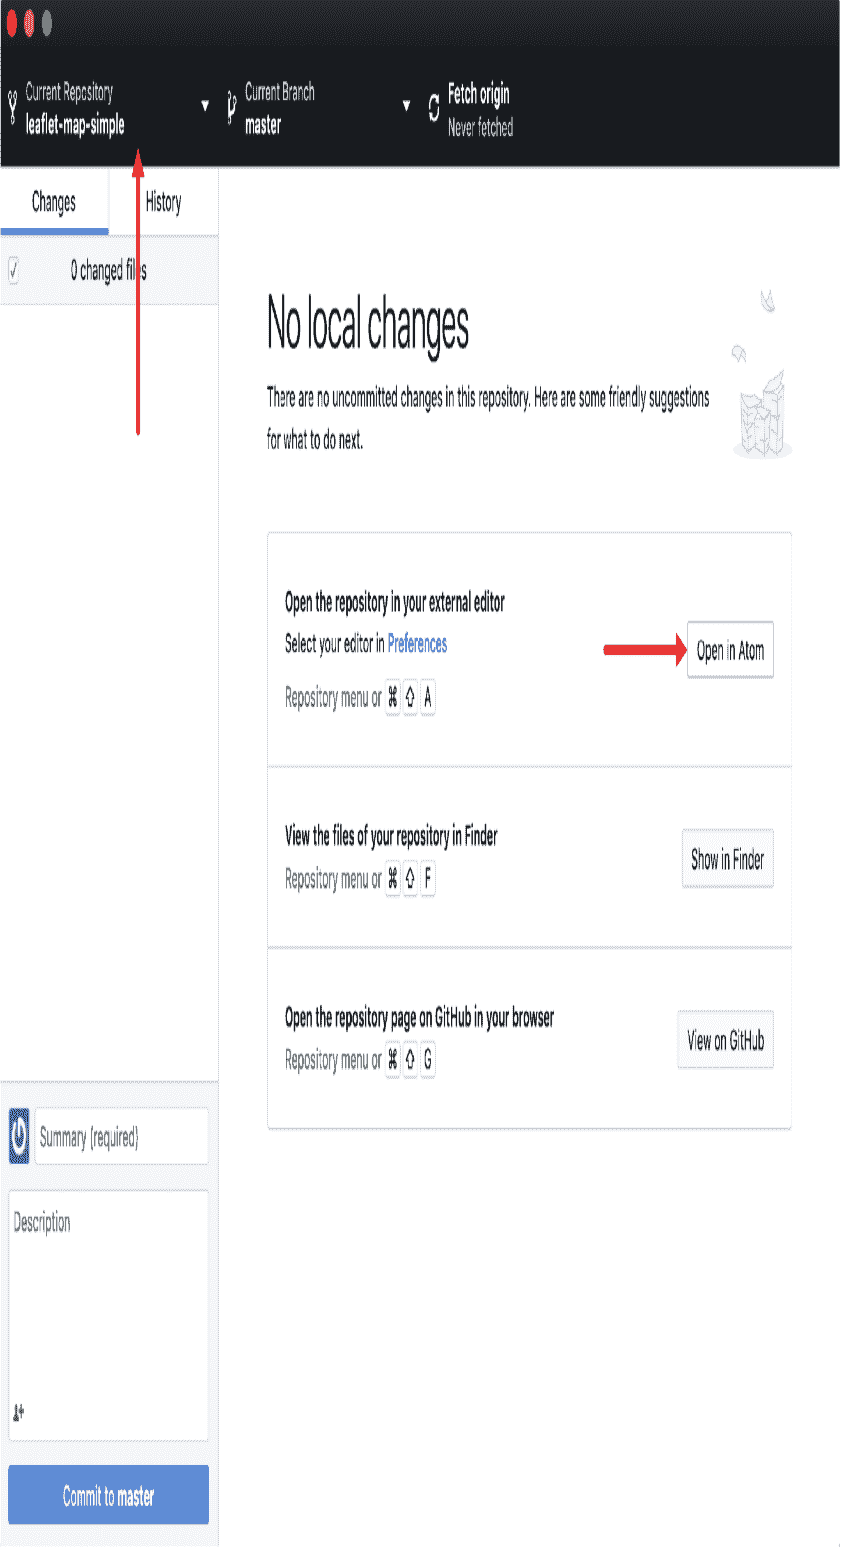 Current Repository
leaflet-map-simple
Current Branch
master
Fetch origin
Never fetched
Changes
History
0 changed files
No local changes
There are no uncommitted changes in this repository. Here are some friendly suggestions
for what to do next.
Open the repository in your external editor
Select your editor in Preferences
Repository menu or ⌘ ⇧ A
Open in Atom
View the files of your repository in Finder
Repository menu or ⌘ ⇧ F
Show in Finder
Open the repository page on GitHub in your browser
Repository menu or ⌘ ⇧ G
View on GitHub
Summary (required)
Description
Commit to master